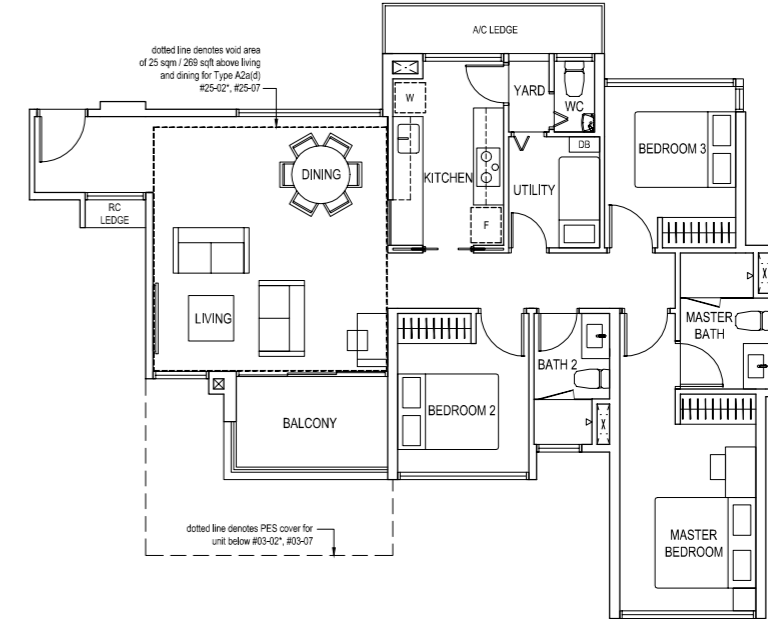 A/C LEDGE
dotted line denotes void area
of 25 sqm / 269 sqft above living
and dining for Type A2a(d)
#25-02*, #25-07
W
YARD
WC
DB
BEDROOM 3
DINING
KITCHEN
UTILITY
RC
LEDGE
F
LIVING
MASTER
BATH
BATH 2
BALCONY
BEDROOM 2
dotted line denotes PES cover for
unit below #03-02*, #03-07
MASTER
BEDROOM